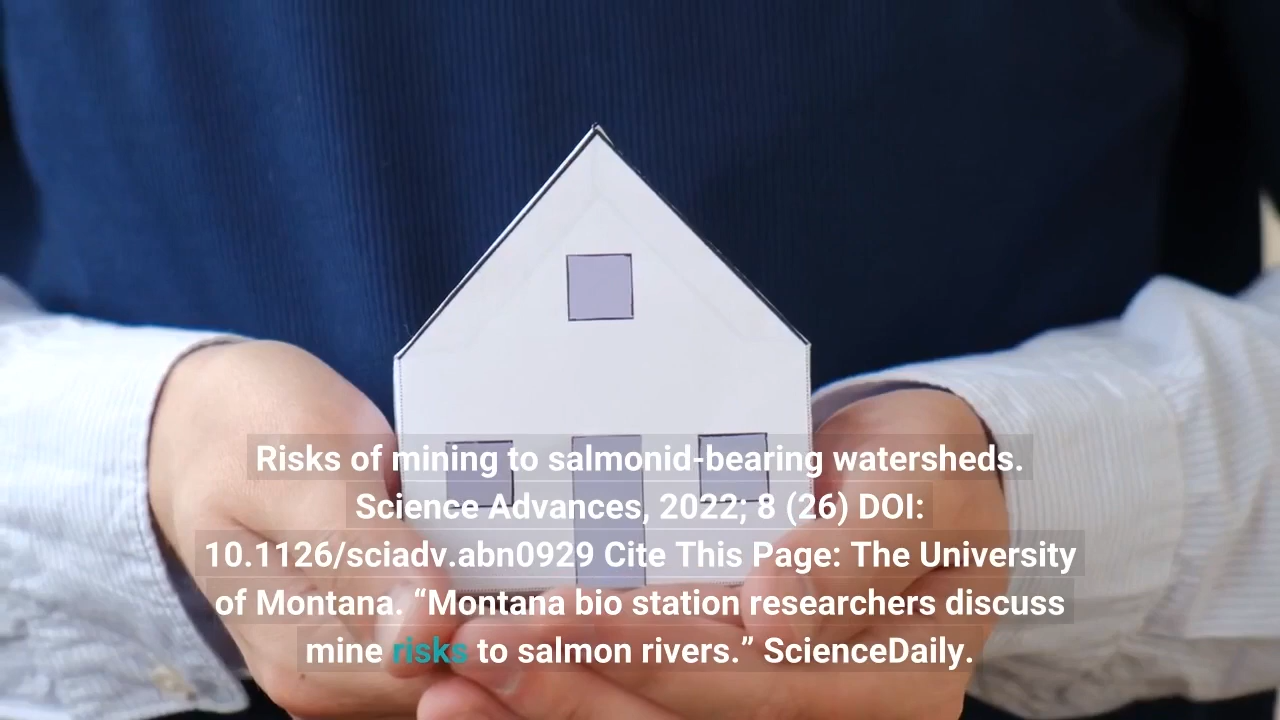 Risks of mining to salmonid-bearing watersheds.
Science Advances, 2022; 8 (26) DOI:
10.1126/sciadv.abn0929 Cite This Page: The University
of Montana. “Montana bio station researchers discuss
mine risks to salmon rivers.” ScienceDaily.